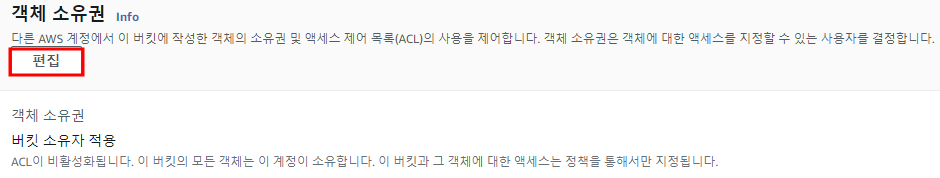 객체 소유권 Info
다른 AWS 계정에서 이 버킷에 작성한 객체의 소유권 및 액세스 제어 목록(ACL)의 사용을 제어합니다. 객체 소유권은 객체에 대한 액세스를 지정할 수 있는 사용자를 결정합니다.
편집
객체 소유권
버킷 소유자 적용
ACL이 비활성화됩니다. 이 버킷의 모든 객체는 이 계정이 소유합니다. 이 버킷과 그 객체에 대한 액세스는 정책을 통해서만 지정됩니다.